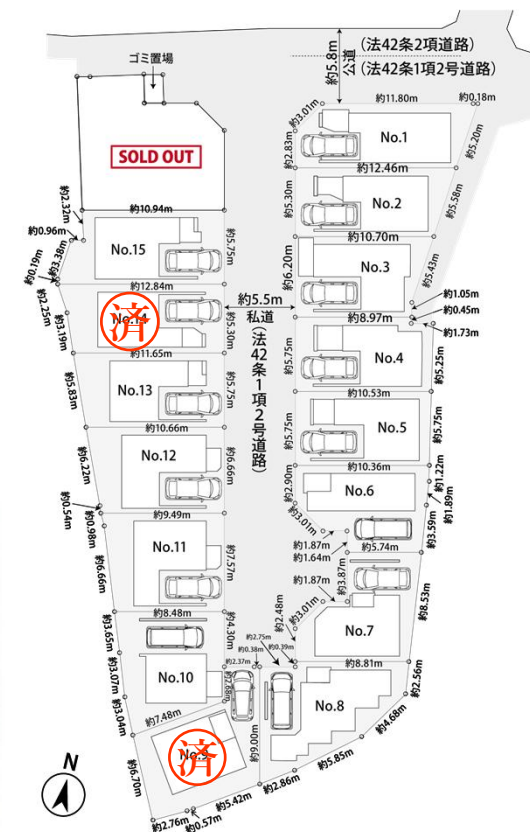 ゴミ置場
約5.8m
公道
(法42条2項道路)
(法42条1項2号道路)
SOLD OUT
約3.01m
約11.80m
約0.18m
No.1
約2.83m
約5.20m
約12.46m
約5.30m
No.2
約5.58m
約10.70m
約6.20m
No.3
約5.43m
約1.05m
約0.45m
約8.97m
約1.73m
約5.75m
No.4
約5.25m
約10.53m
約5.75m
No.5
約5.75m
約10.36m
約2.90m
No.6
約1.22m
約1.89m
約3.01m
約3.59m
約1.87m
約1.64m
約5.74m
約3.87m
約1.87m
約3.01m
約8.53m
約2.48m
No.7
約2.75m
約0.38m
約0.39m
約8.81m
約2.56m
No.8
約4.68m
約5.85m
約2.86m
約9.00m
約5.5m
私道
(法42条1項2号道路)
約10.94m
約2.32m
約0.96m
約3.38m
約0.19m
約2.25m
No.15
約5.75m
約12.84m
No.14
済
約5.30m
約3.19m
約11.65m
約5.83m
No.13
約5.75m
約10.66m
約6.22m
No.12
約6.66m
約0.54m
約9.49m
約0.98m
約6.66m
No.11
約7.57m
約8.48m
約3.65m
約4.30m
約3.07m
No.10
約2.37m
約2.68m
約3.04m
約7.48m
No.9
済
約6.70m
約5.42m
約2.76m
約0.57m
N